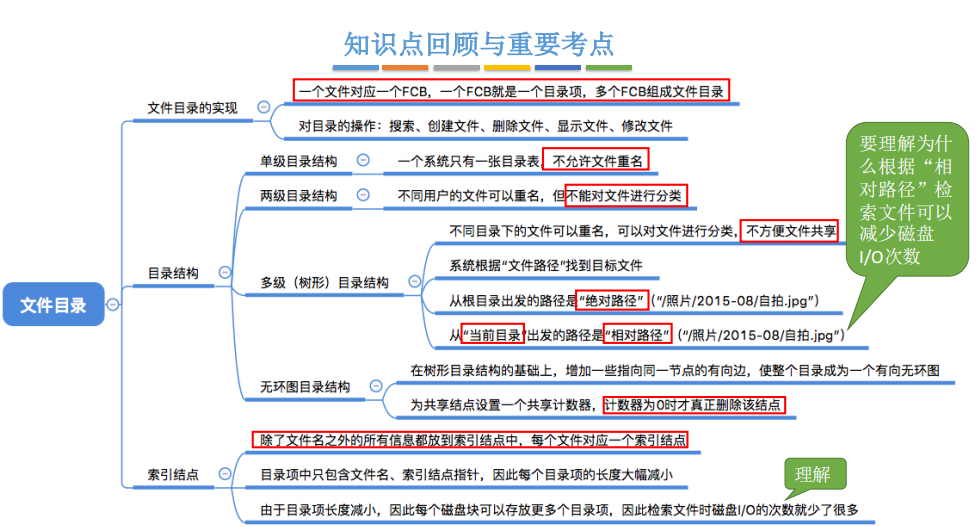 知识点回顾与重要考点
文件目录
文件目录的实现
一个文件对应一个FCB，一个FCB就是一个目录项，多个FCB组成文件目录
对目录的操作：搜索、创建文件、删除文件、显示文件、修改文件
目录结构
单级目录结构
一个系统只有一张目录表，不允许文件重名
两级目录结构
不同用户的文件可以重名，但不能对文件进行分类
多级（树形）目录结构
不同目录下的文件可以重名，可以对文件进行分类，不方便文件共享
系统根据“文件路径”找到目标文件
从根目录出发的路径是“绝对路径”（“/照片/2015-08/自拍.jpg”）
从“当前目录”出发的路径是“相对路径”（“/照片/2015-08/自拍.jpg”）
要理解为什
么根据“相
对路径”检
索文件可以
减少磁盘
I/O次数
无环图目录结构
在树形目录结构的基础上，增加一些指向同一节点的有向边，使整个目录成为一个有向无环图
为共享结点设置一个共享计数器，计数器为0时才真正删除该结点
索引结点
除了文件名之外的所有信息都放到索引结点中，每个文件对应一个索引结点
目录项中只包含文件名、索引结点指针，因此每个目录项的长度大幅减小
由于目录项长度减小，因此每个磁盘块可以存放更多个目录项，因此检索文件时磁盘I/O的次数就少了很多
理解